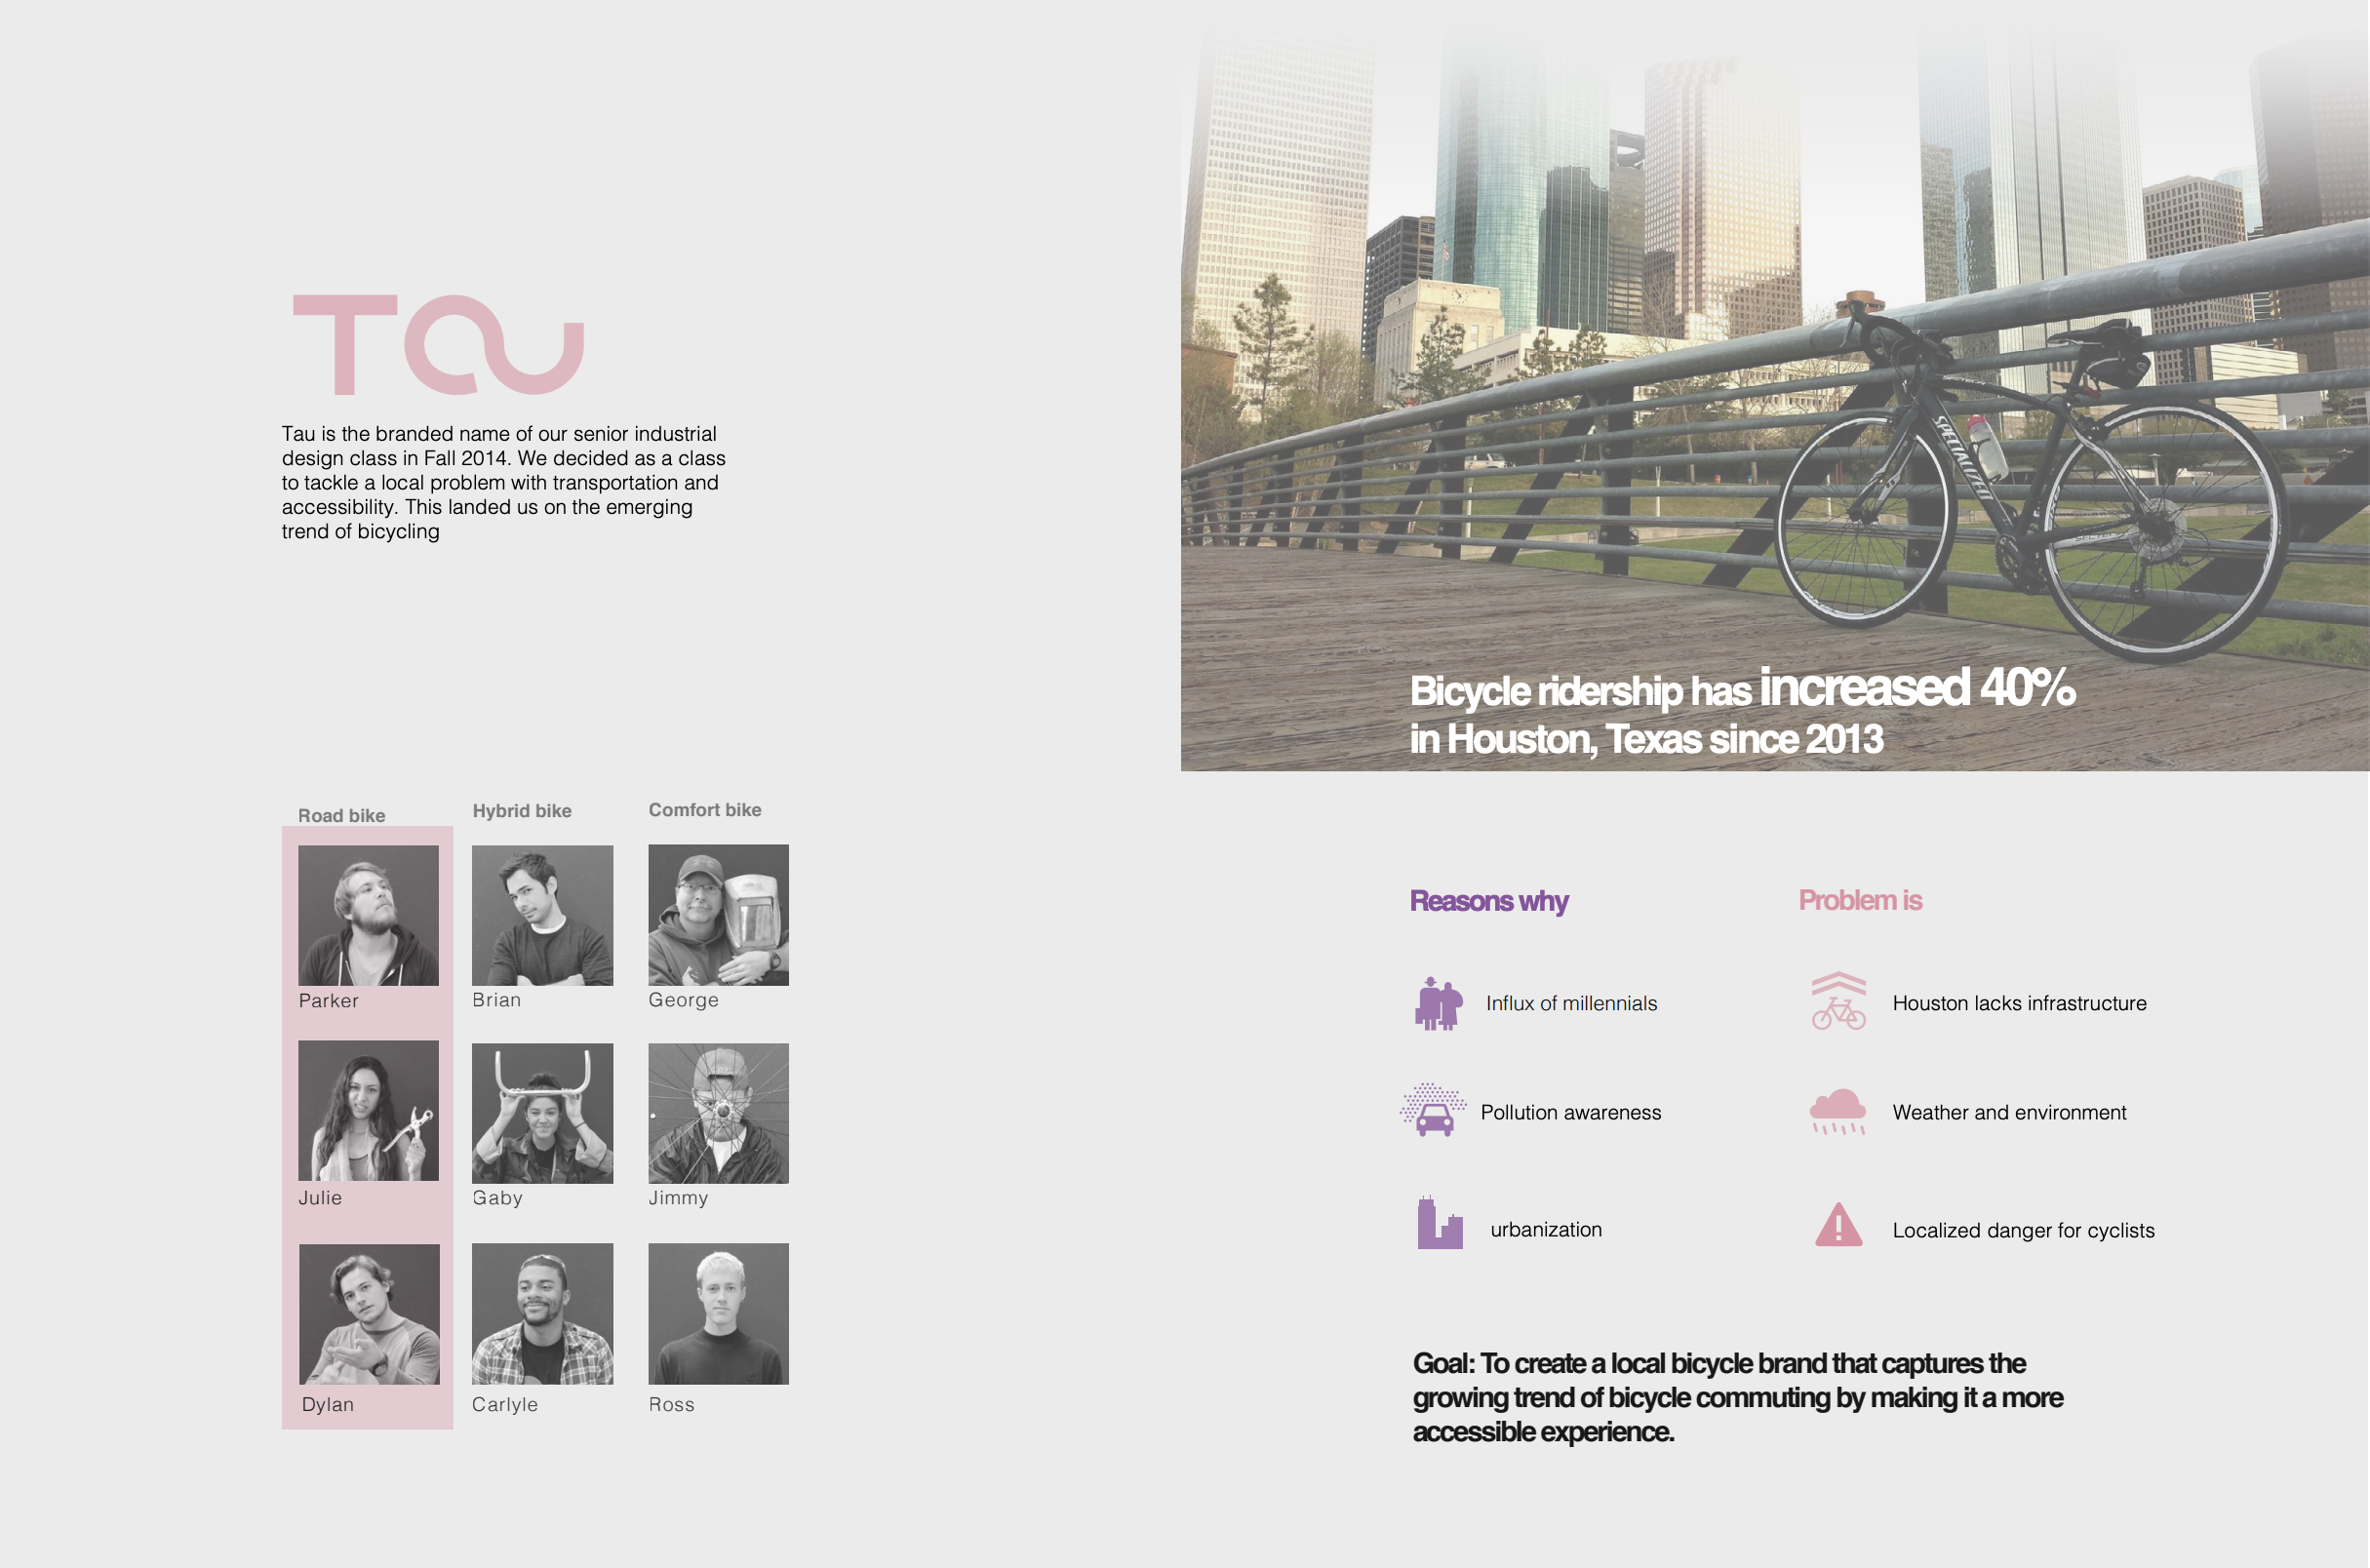 Tau
Tau is the branded name of our senior industrial
design class in Fall 2014. We decided as a class
to tackle a local problem with transportation and
accessibility. This landed us on the emerging
trend of bicycling
Road bike
Hybrid bike
Comfort bike
Parker
Brian
George
Julie
Gaby
Jimmy
Dylan
Carlyle
Ross
SPECIALIZED
Bicycle ridership has increased 40%
in Houston, Texas since 2013
Reasons why
Influx of millennials
Pollution awareness
urbanization
Problem is
Houston lacks infrastructure
Weather and environment
Localized danger for cyclists
Goal: To create a local bicycle brand that captures the
growing trend of bicycle commuting by making it a more
accessible experience.